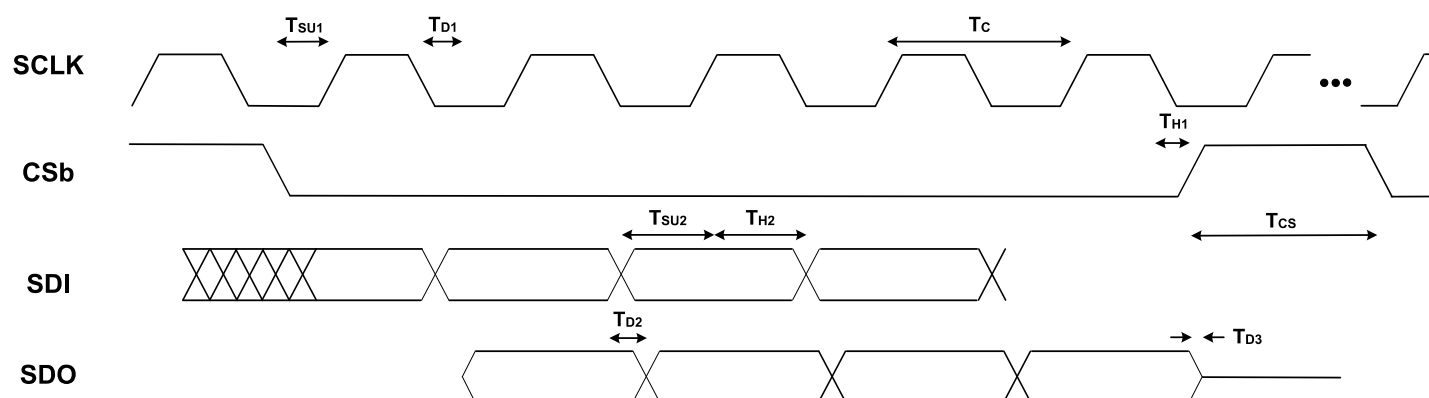 TSU1 TD1 TC
SCLK
•••
TH1
CSb
TSU2 TH2 TCS
SDI
TD2 TD3
SDO